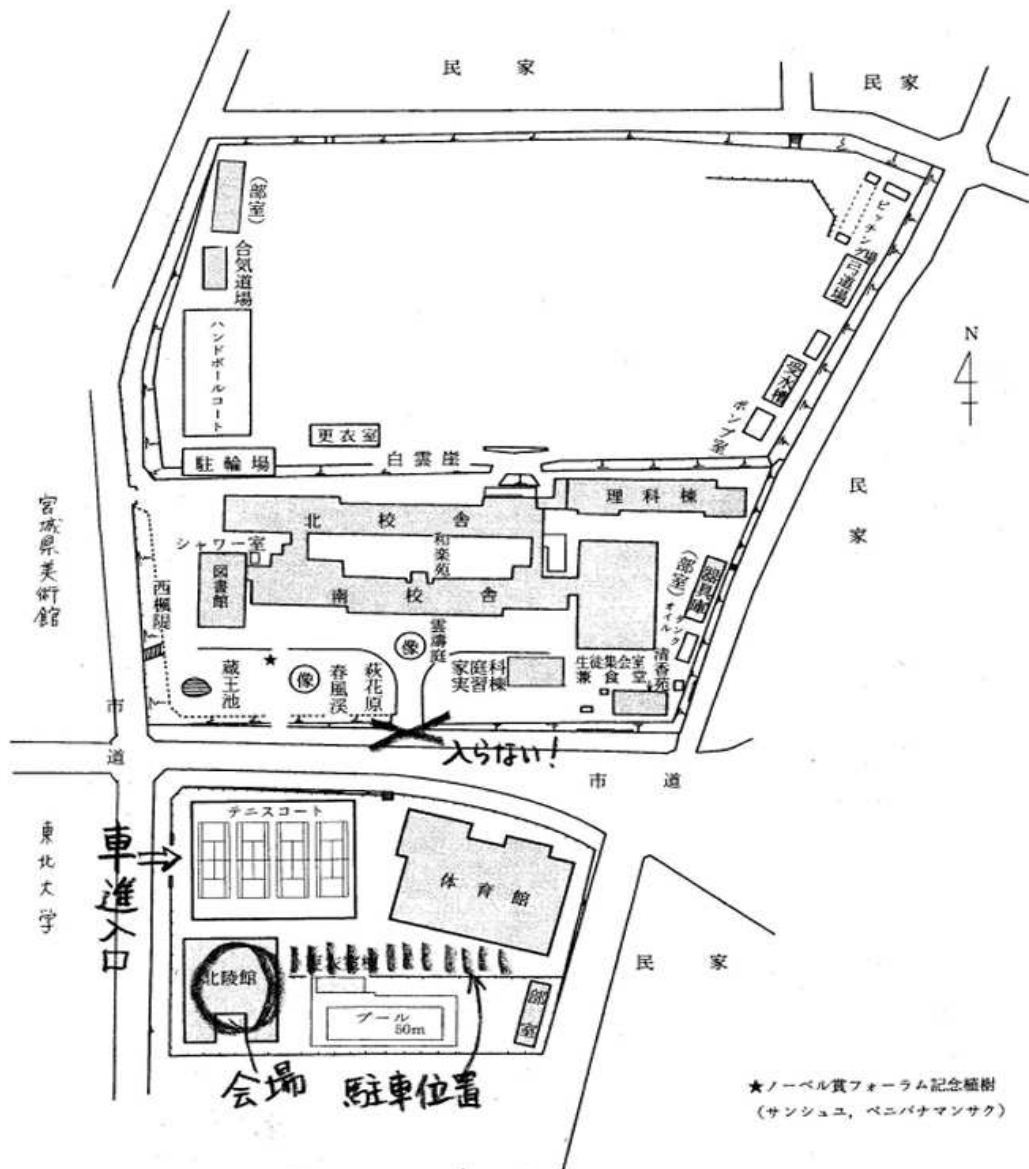 民 家
民 家
(部室)
合気道場
ハンドボールコート
駐輪場
更衣室
白雲崖
ピッチング場
弓道場
受水槽
ポンプ室
N
民 家
宮城県美術館
理科棟
北 校 舎
和楽苑
シャワー室
図書館
南 校 舎
西楓隄
雲濤庭
像
像
蔵王池
★
春風渓
萩花原
家庭科
実習棟
生徒集会室
兼食堂
清香苑
(部室)
器具庫
オイル
タンク
入らない!
市 道
市 道
東北大学
車進入口
テニスコート
体育館
北陵館
プール
50m
部室
民 家
会場
駐車位置
★ノーベル賞フォーラム記念植樹
(サンシュユ,ベニバナマンサク)